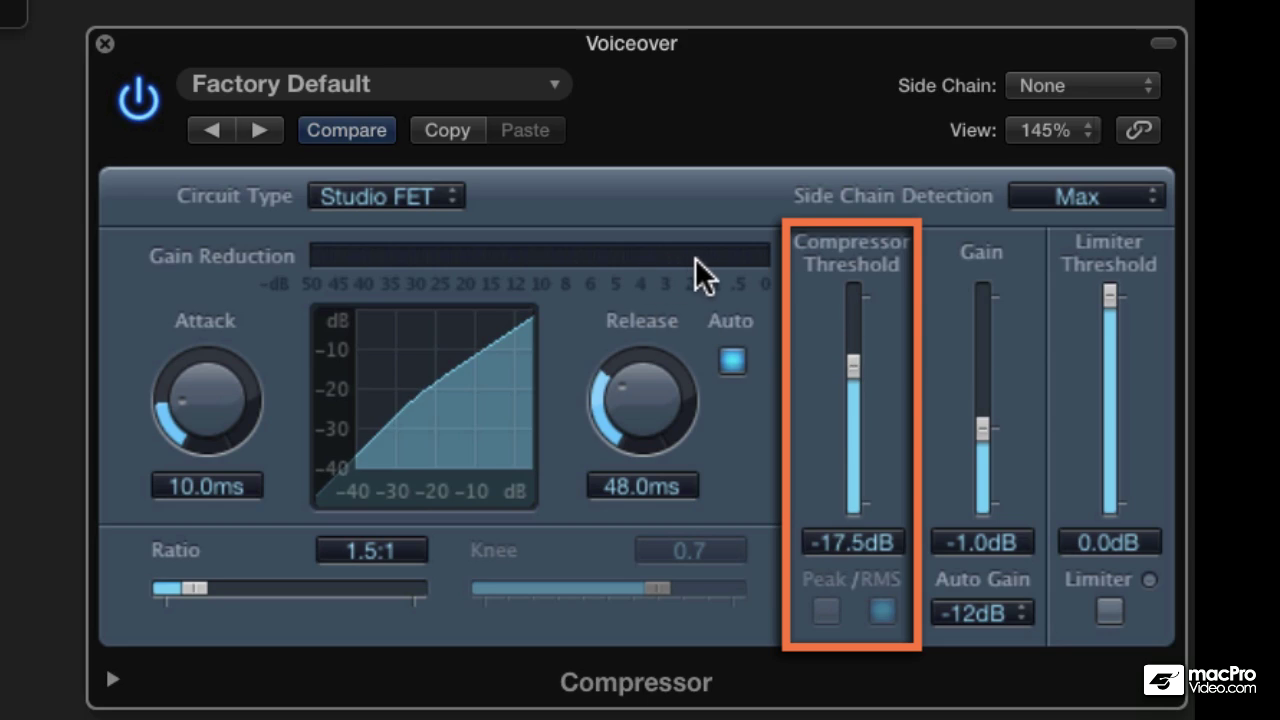 Voiceover
Factory Default
Side Chain: None
Compare Copy Paste
View: 145%
Circuit Type Studio FET
Side Chain Detection Max
Gain Reduction
-dB 50 45 40 35 30 25 20 15 12 10 8 6 5 4 3 .5 0
Compressor
Threshold
Gain
Limiter
Threshold
Attack
Release Auto
dB
-10
-20
-30
-40
-40 -30 -20 -10 dB
10.0ms
48.0ms
-17.5dB
-1.0dB
0.0dB
Ratio 1.5:1
Knee 0.7
Peak/RMS
Auto Gain
-12dB
Limiter
Compressor
macPro
Video.com